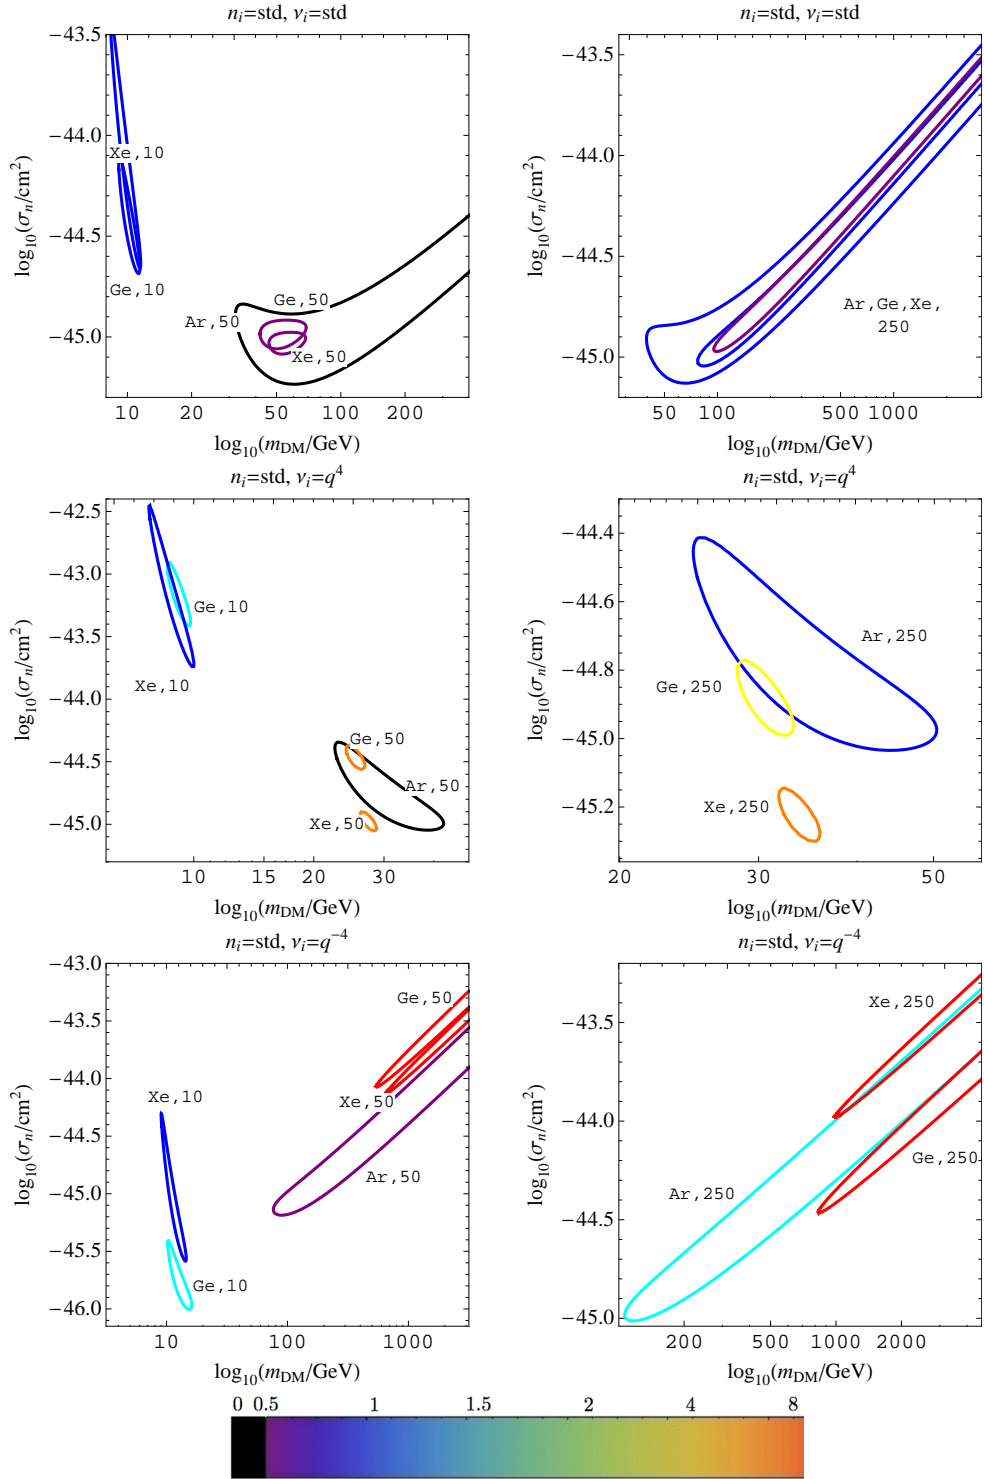 n_i=std, ν_i=std
−43.5
−44.0
−44.5
−45.0
log10(σn/cm²)
Xe,10
Ge,10
Ge,50
Ar,50
Xe,50
10 20 50 100 200
log10(mDM/GeV)
n_i=std, ν_i=std
−43.5
−44.0
−44.5
−45.0
log10(σn/cm²)
Ar,Ge,Xe,
250
50 100 500 1000
log10(mDM/GeV)
n_i=std, ν_i=q⁴
−42.5
−43.0
−43.5
−44.0
−44.5
−45.0
log10(σn/cm²)
Ge,10
Xe,10
Ge,50
Ar,50
Xe,50
10 15 20 30
log10(mDM/GeV)
n_i=std, ν_i=q⁴
−44.4
−44.6
−44.8
−45.0
−45.2
log10(σn/cm²)
Ar,250
Ge,250
Xe,250
20 30 50
log10(mDM/GeV)
n_i=std, ν_i=q⁻⁴
−43.0
−43.5
−44.0
−44.5
−45.0
−45.5
−46.0
log10(σn/cm²)
Ge,50
Xe,10
Xe,50
Ar,50
Ge,10
10 100 1000
log10(mDM/GeV)
n_i=std, ν_i=q⁻⁴
−43.5
−44.0
−44.5
−45.0
log10(σn/cm²)
Xe,250
Ge,250
Ar,250
200 500 1000 2000
log10(mDM/GeV)
0 0.5 1 1.5 2 4 8